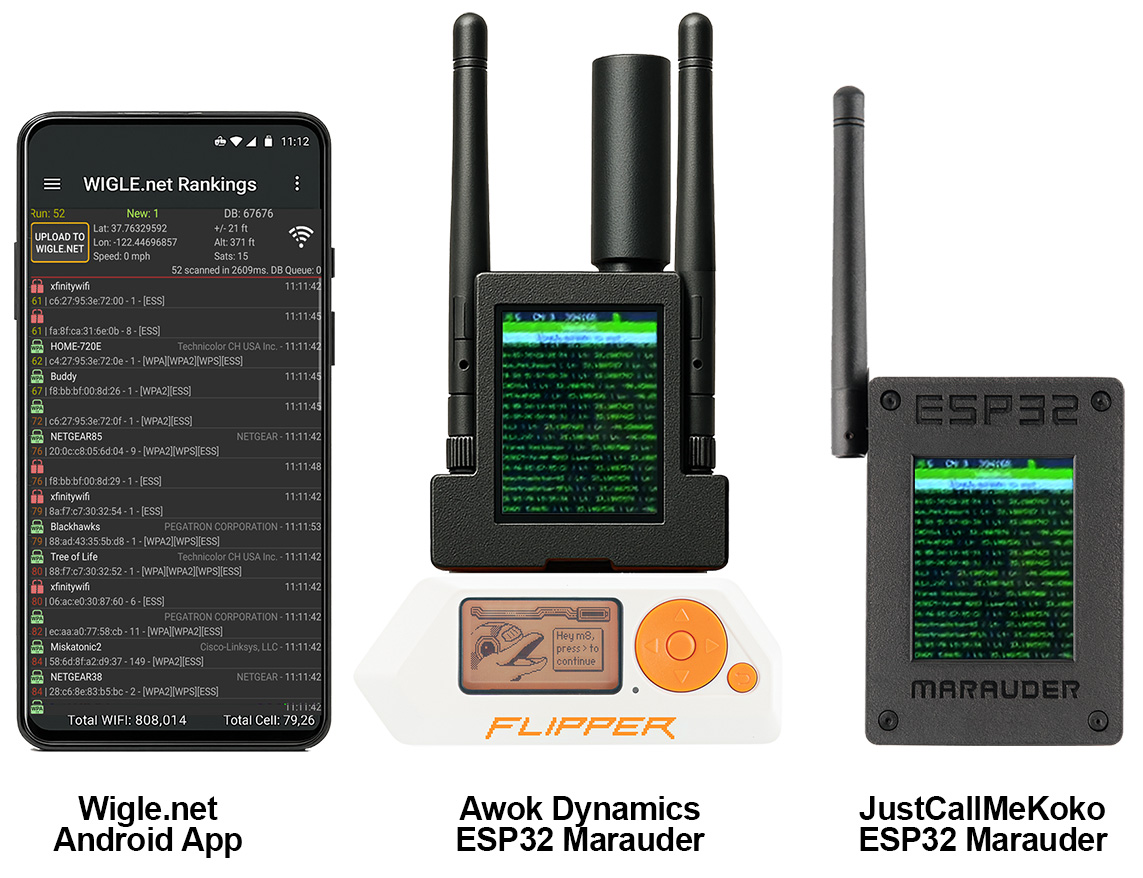 11:12
WIGLE.net Rankings
Run: 52 New: 1 DB: 67676
UPLOAD TO WIGLE.NET
Lat: 37.76329592 +/- 21 ft
Lon: -122.44696857 Alt: 371 ft
Speed: 0 mph Sats: 15
52 scanned in 2609ms. DB Queue: 0
xfinitywifi 11:11:42
61 | c6:27:95:3e:72:00 - 1 - [ESS]
11:11:45
61 | fa:8f:ca:31:6e:0b - 8 - [ESS]
HOME-720E Technicolor CH USA Inc. - 11:11:42
62 | c4:27:95:3e:72:0e - 1 - [WPA][WPA2][WPS][ESS]
Buddy 11:11:45
67 | f8:bb:bf:00:8d:26 - 1 - [WPA2][ESS]
11:11:45
72 | c6:27:95:3e:72:0f - 1 - [WPA2][ESS]
NETGEAR85 NETGEAR - 11:11:42
76 | 20:0c:c8:05:6d:04 - 9 - [WPA2][WPS][ESS]
11:11:48
76 | f8:bb:bf:00:8d:29 - 1 - [ESS]
xfinitywifi 11:11:42
79 | 8a:f7:c7:30:32:54 - 1 - [ESS]
Blackhawks PEGATRON CORPORATION - 11:11:53
79 | 88:ad:43:35:5b:d8 - 1 - [WPA2][WPS][ESS]
Tree of Life Technicolor CH USA Inc. - 11:11:42
80 | 88:f7:c7:30:32:52 - 1 - [WPA][WPA2][WPS][ESS]
xfinitywifi 11:11:42
80 | 06:ac:e0:30:87:60 - 6 - [ESS]
PEGATRON CORPORATION - 11:11:42
82 | ec:aa:a0:77:58:cb - 11 - [WPA][WPA2][ESS]
Miskatonic2 Cisco-Linksys, LLC - 11:11:42
84 | 58:6d:8f:a2:d9:37 - 149 - [WPA2][ESS]
NETGEAR38 NETGEAR - 11:11:42
84 | 28:c6:8e:83:b5:bc - 2 - [WPA2][WPS][ESS]
11:11:42
Total WIFI: 808,014 Total Cell: 79,26
Wigle.net
Android App
Hey m8,
press > to
continue
FLIPPER
Awok Dynamics
ESP32 Marauder
ESP32
MARAUDER
JustCallMeKoko
ESP32 Marauder